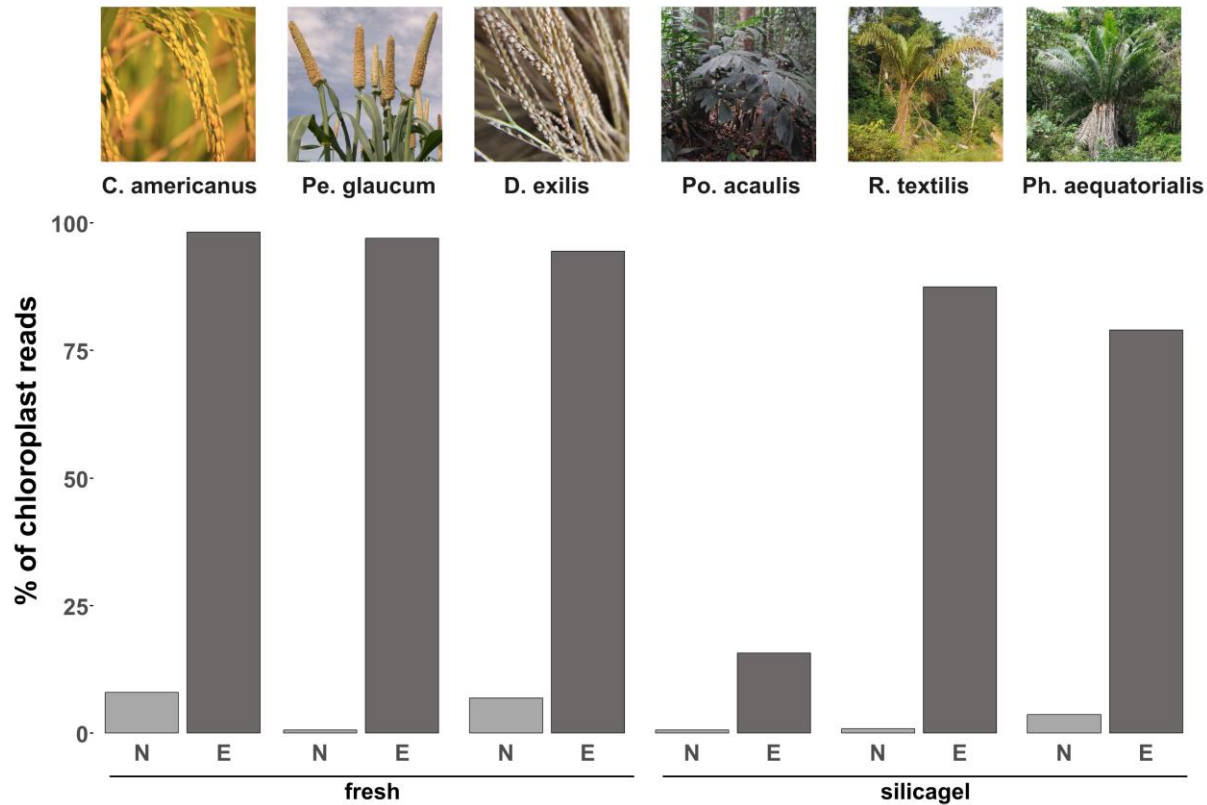 C. americanus Pe. glaucum D. exilis Po. acaulis R. textilis Ph. aequatorialis
% of chloroplast reads
100
75
50
25
0
N E N E N E N E N E N E
fresh silicagel